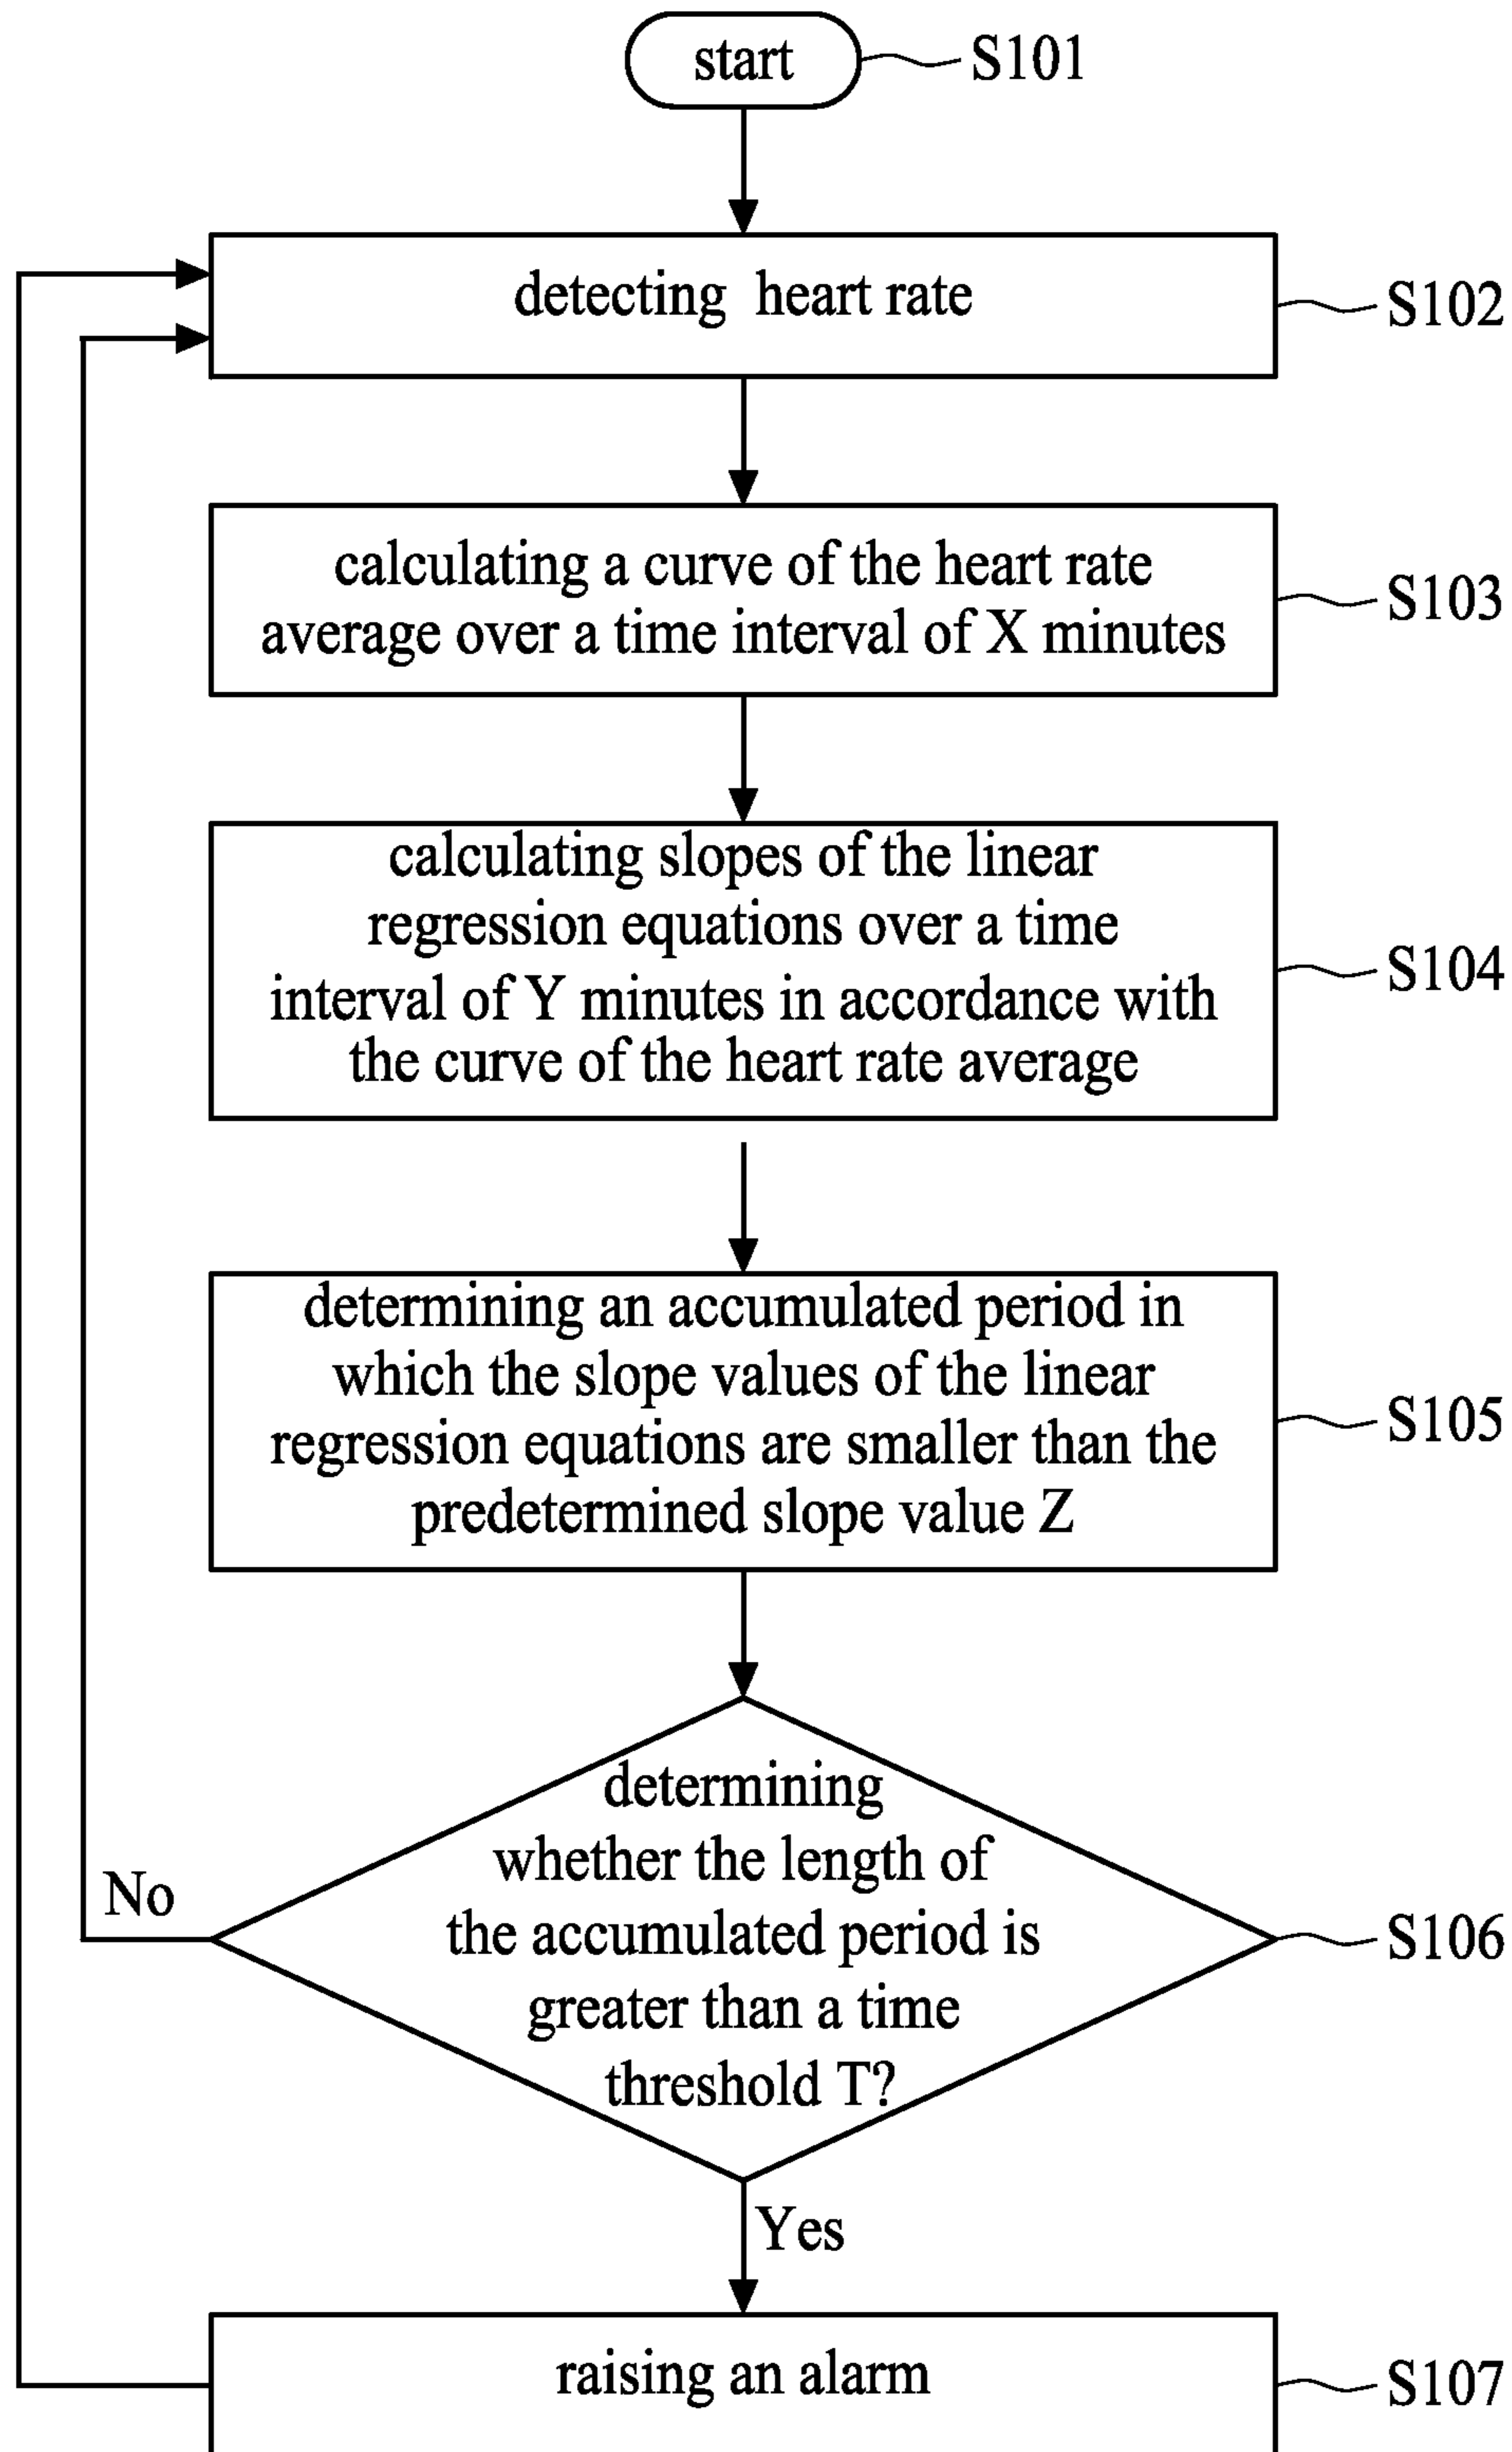 start
S101
detecting heart rate
S102
calculating a curve of the heart rate
average over a time interval of X minutes
S103
calculating slopes of the linear
regression equations over a time
interval of Y minutes in accordance with
the curve of the heart rate average
S104
determining an accumulated period in
which the slope values of the linear
regression equations are smaller than the
predetermined slope value Z
S105
determining
whether the length of
the accumulated period is
greater than a time
threshold T?
S106
No
Yes
raising an alarm
S107